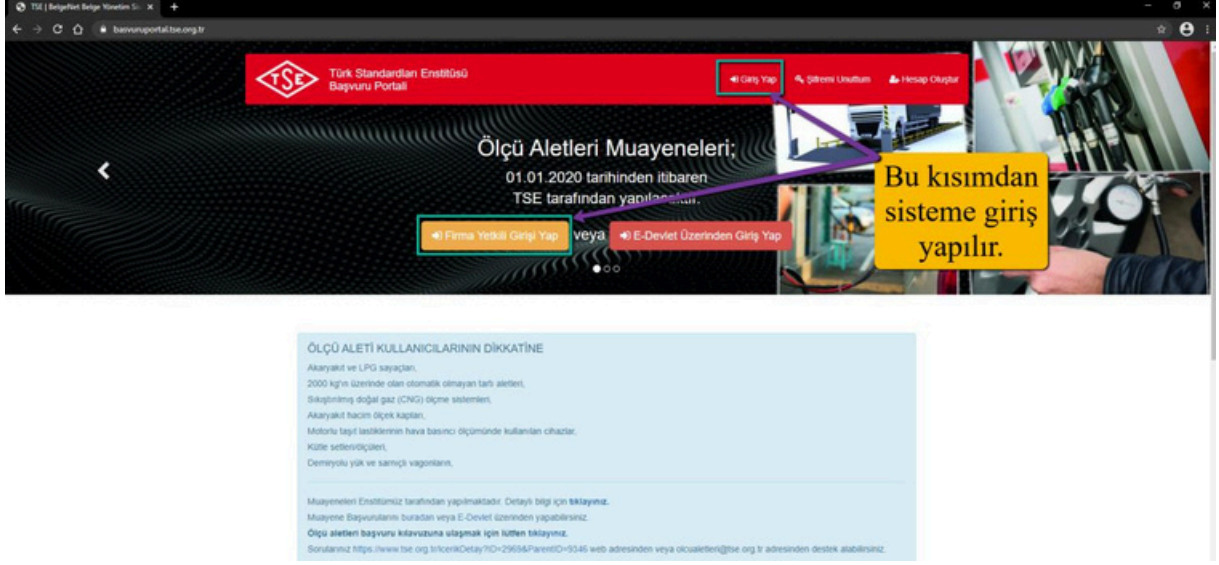 TSE | BelgeNet Belge Yönetim Sis
basvuruportal.tse.org.tr
TSE
Türk Standardları Enstitüsü
Başvuru Portali
Giriş Yap
Şifremi Unuttum
Hesap Oluştur
Ölçü Aletleri Muayeneleri;
01.01.2020 tarihinden itibaren
TSE tarafından yapılacaktır.
Firma Yetkili Girişi Yap veya E-Devlet Üzerinden Giriş Yap
Bu kısımdan
sisteme giriş
yapılır.
ÖLÇÜ ALETİ KULLANICILARININ DİKKATİNE
Akaryakıt ve LPG sayaçları,
2000 kg'ın üzerinde olan otomatik olmayan tartı aletleri,
Sıkıştırılmış doğal gaz (CNG) ölçme sistemleri,
Akaryakıt hacim ölçek kapları,
Motorlu taşıt lastiklerinin hava basıncı ölçümünde kullanılan cihazlar,
Kütle setleri/ölçüleri,
Demiryolu yük ve sarnıçlı vagonların,
Muayeneleri Enstitümüz tarafından yapılmaktadır. Detaylı bilgi için tıklayınız.
Muayene Başvurularını buradan veya E-Devlet üzerinden yapabilirsiniz.
Ölçü aletleri başvuru kılavuzuna ulaşmak için lütfen tıklayınız.
Sorularınız https://www.tse.org.tr/IcerikDetay?ID=2969&ParentID=9346 web adresinden veya olcualetleri@tse.org.tr adresinden destek alabilirsiniz.